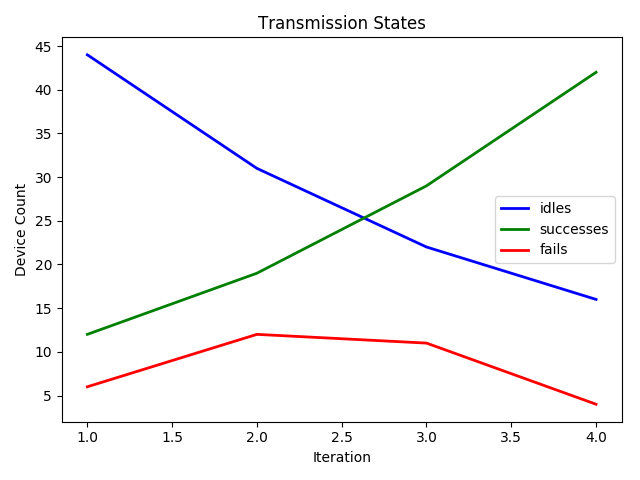 Transmission States
45
40
35
30
25
20
15
10
5
Device Count
idles
successes
fails
1.0 1.5 2.0 2.5 3.0 3.5 4.0
Iteration